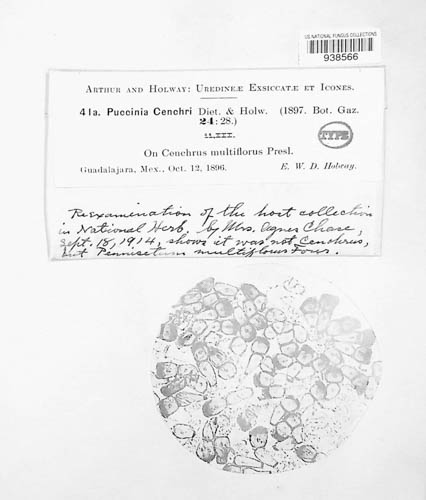 US NATIONAL FUNGUS COLLECTIONS
938566
ARTHUR AND HOLWAY: UREDINEÆ EXSICCATÆ ET ICONES.
41a. Puccinia Cenchri Diet. & Holw. (1897. Bot. Gaz.
24: 28.)
TYPE
II, III.
On Cenchrus multiflorus Presl.
Guadalajara, Mex., Oct. 12, 1896. E. W. D. Holway.
Reexamination of the host collection
in National Herb. by Mrs. Agnes Chase,
Sept. 18, 1914, shows it was not Cenchrus,
but Pennisetum